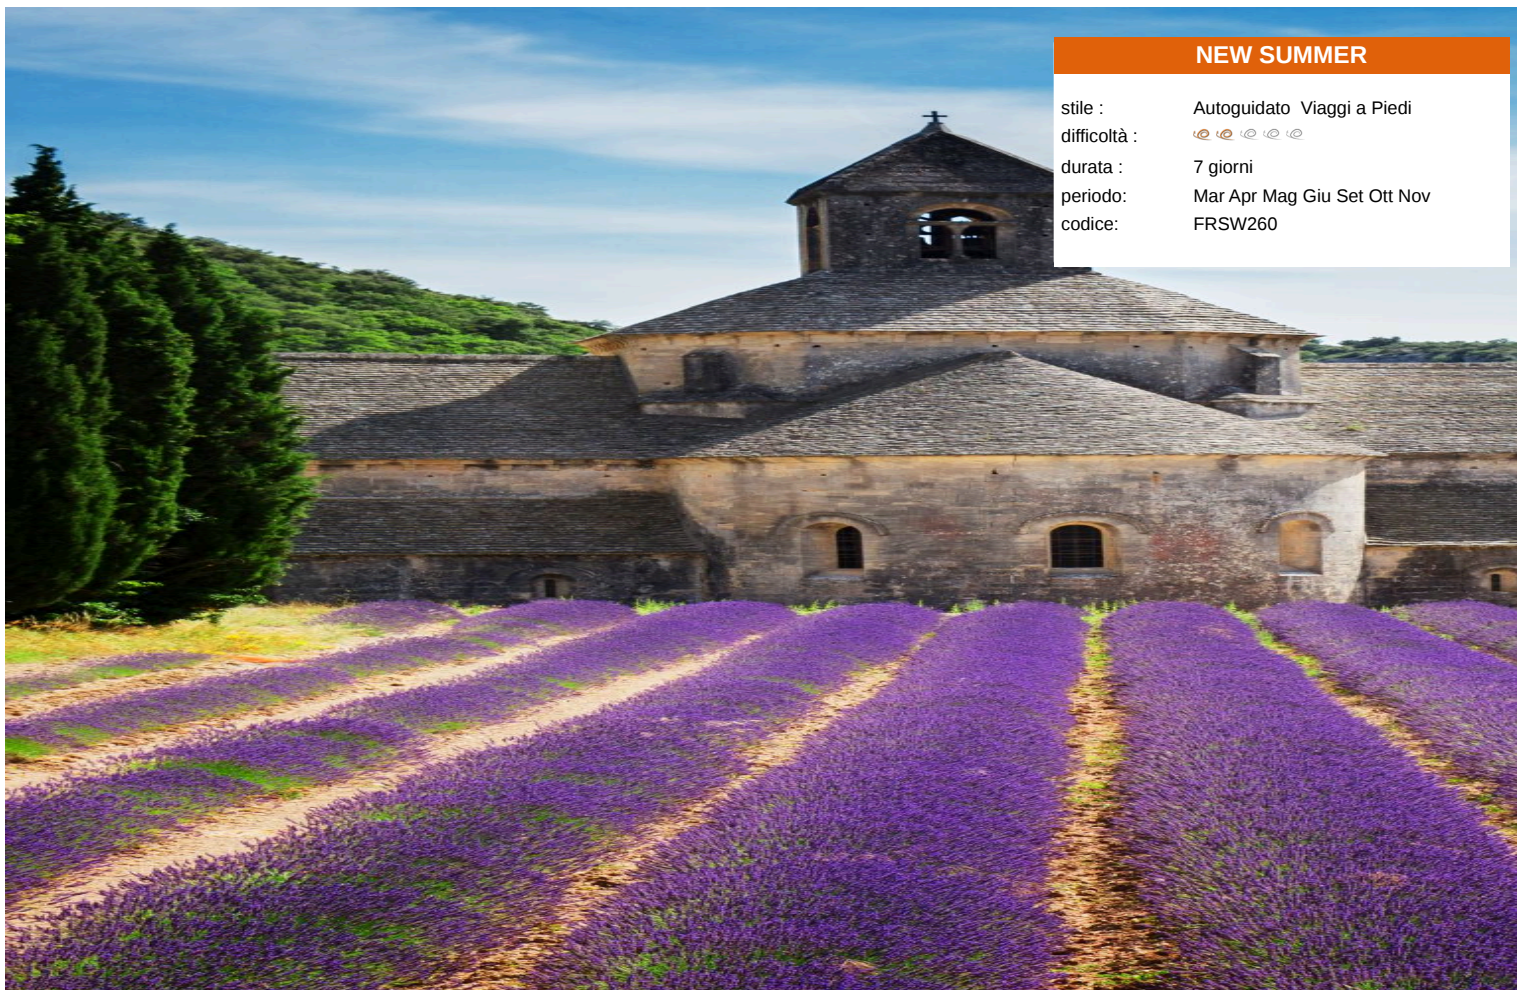 NEW SUMMER
stile : Autoguidato  Viaggi a Piedi
difficoltà :
durata : 7 giorni
periodo: Mar Apr Mag Giu Set Ott Nov
codice: FRSW260